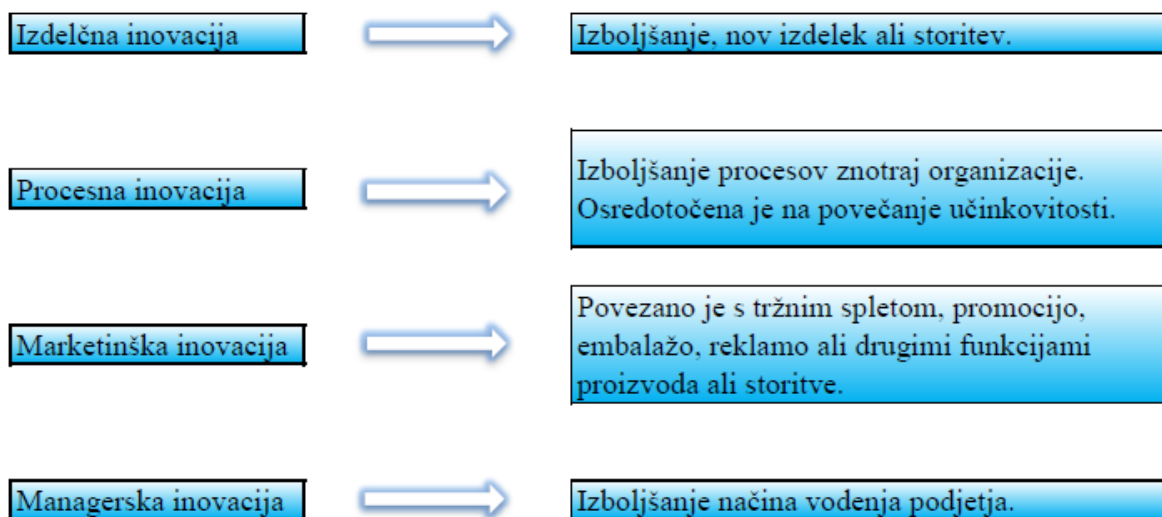 Izdelčna inovacija
Izboljšanje, nov izdelek ali storitev.
Procesna inovacija
Izboljšanje procesov znotraj organizacije.
Osredotočena je na povečanje učinkovitosti.
Marketinška inovacija
Povezano je s tržnim spletom, promocijo,
embalažo, reklamo ali drugimi funkcijami
proizvoda ali storitve.
Managerska inovacija
Izboljšanje načina vodenja podjetja.